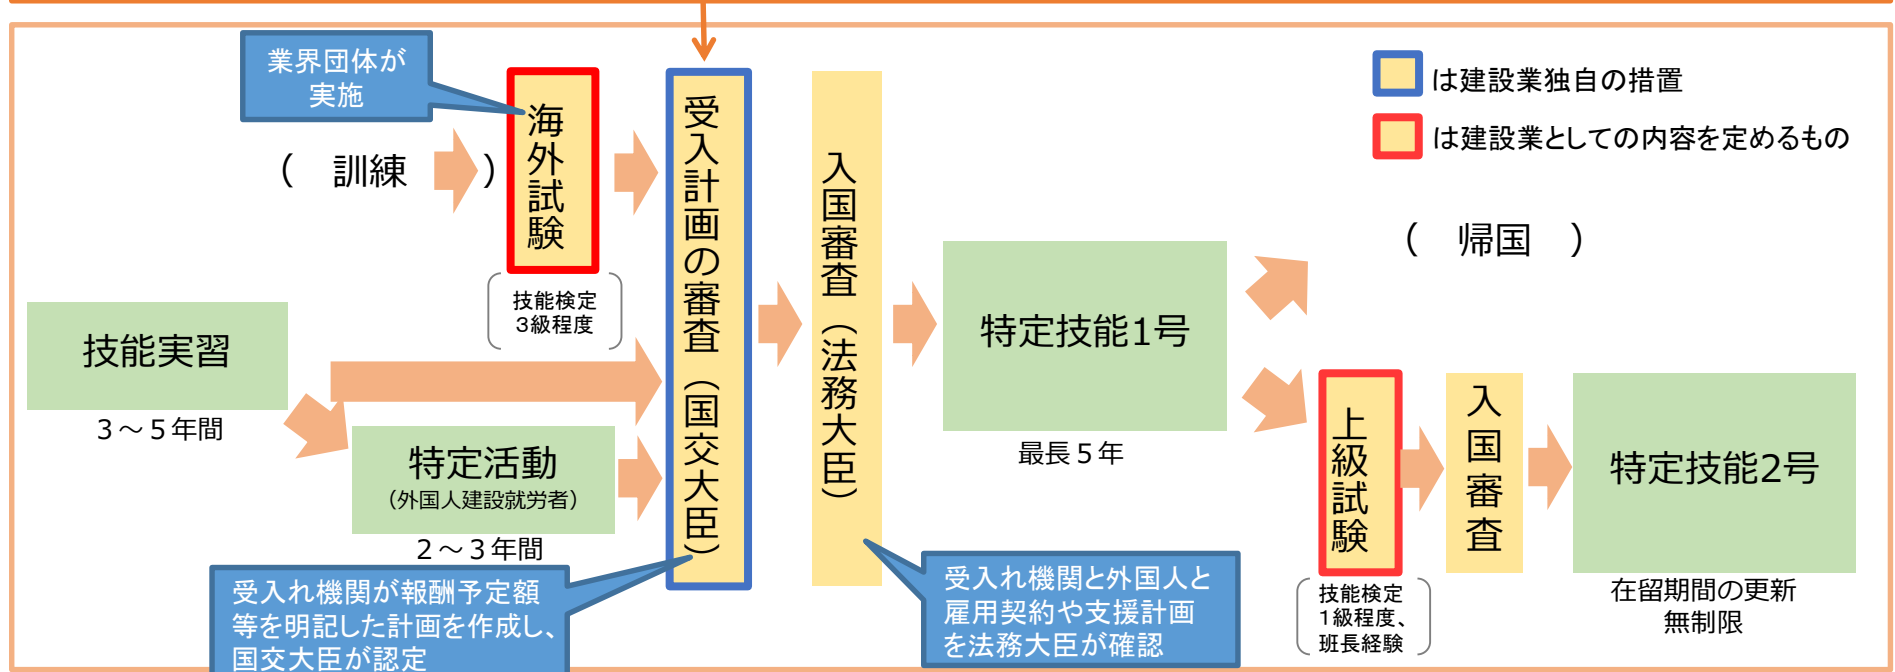 業界団体が
実施
は建設業独自の措置
は建設業としての内容を定めるもの
（　訓練　）
海外試験
技能検定
3級程度
受入計画の審査（国交大臣）
入国審査（法務大臣）
技能実習
３～５年間
特定活動
（外国人建設就労者）
２～３年間
受入れ機関が報酬予定額
等を明記した計画を作成し、
国交大臣が認定
受入れ機関と外国人と
雇用契約や支援計画
を法務大臣が確認
特定技能1号
最長５年
（　帰国　）
上級試験
技能検定
1級程度、
班長経験
入国審査
特定技能2号
在留期間の更新
無制限